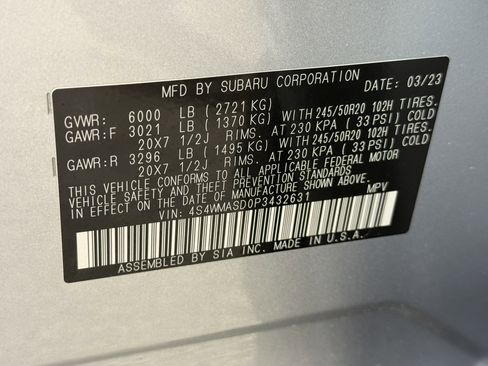 MFD BY SUBARU CORPORATION DATE: 03/23
GVWR: 6000 LB (2721 KG)
GAWR:F 3021 LB (1370 KG) WITH 245/50R20 102H TIRES.
20X7 1/2J RIMS. AT 230 KPA ( 33 PSI) COLD
GAWR:R 3296 LB (1495 KG) WITH 245/50R20 102H TIRES.
20X7 1/2J RIMS. AT 230 KPA ( 33 PSI) COLD
THIS VEHICLE CONFORMS TO ALL APPLICABLE FEDERAL MOTOR
VEHICLE SAFETY, BUMPER, AND THEFT PREVENTION STANDARDS
IN EFFECT ON THE DATE OF MANUFACTURE SHOWN ABOVE.
VIN: 4S4WMASD0P3432631 MPV
ASSEMBLED BY SIA INC. MADE IN U.S.A.